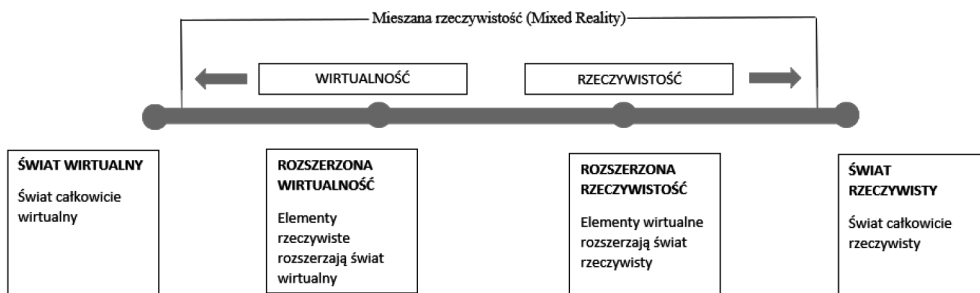 Mieszana rzeczywistość (Mixed Reality)
WIRTUALNOŚĆ
RZECZYWISTOŚĆ
ŚWIAT WIRTUALNY
Świat całkowicie
wirtualny
ROZSZERZONA
WIRTUALNOŚĆ
Elementy
rzeczywiste
rozszerzają świat
wirtualny
ROZSZERZONA
RZECZYWISTOŚĆ
Elementy wirtualne
rozszerzają świat
rzeczywisty
ŚWIAT
RZECZYWISTY
Świat całkowicie
rzeczywisty